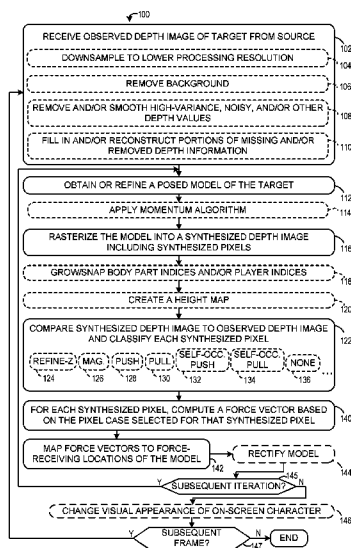 100
RECEIVE OBSERVED DEPTH IMAGE OF TARGET FROM SOURCE
102
DOWNSAMPLE TO LOWER PROCESSING RESOLUTION
104
REMOVE BACKGROUND
106
REMOVE AND/OR SMOOTH HIGH-VARIANCE, NOISY, AND/OR OTHER
DEPTH VALUES
108
FILL IN AND/OR RECONSTRUCT PORTIONS OF MISSING AND/OR
REMOVED DEPTH INFORMATION
110
OBTAIN OR REFINE A POSED MODEL OF THE TARGET
112
APPLY MOMENTUM ALGORITHM
114
RASTERIZE THE MODEL INTO A SYNTHESIZED DEPTH IMAGE
INCLUDING SYNTHESIZED PIXELS
116
GROW/SNAP BODY PART INDICES AND/OR PLAYER INDICES
118
CREATE A HEIGHT MAP
120
COMPARE SYNTHESIZED DEPTH IMAGE TO OBSERVED DEPTH IMAGE
AND CLASSIFY EACH SYNTHESIZED PIXEL
122
REFINE-Z
MAG.
PUSH
PULL
SELF-OCC.
PUSH
SELF-OCC.
PULL
NONE
...
124
126
128
130
132
134
136
FOR EACH SYNTHESIZED PIXEL, COMPUTE A FORCE VECTOR BASED
ON THE PIXEL CASE SELECTED FOR THAT SYNTHESIZED PIXEL
140
MAP FORCE VECTORS TO FORCE-
RECEIVING LOCATIONS OF THE MODEL
142
RECTIFY MODEL
144
145
Y
SUBSEQUENT ITERATION?
N
CHANGE VISUAL APPEARANCE OF ON-SCREEN CHARACTER
146
Y
SUBSEQUENT
FRAME?
N
END
147